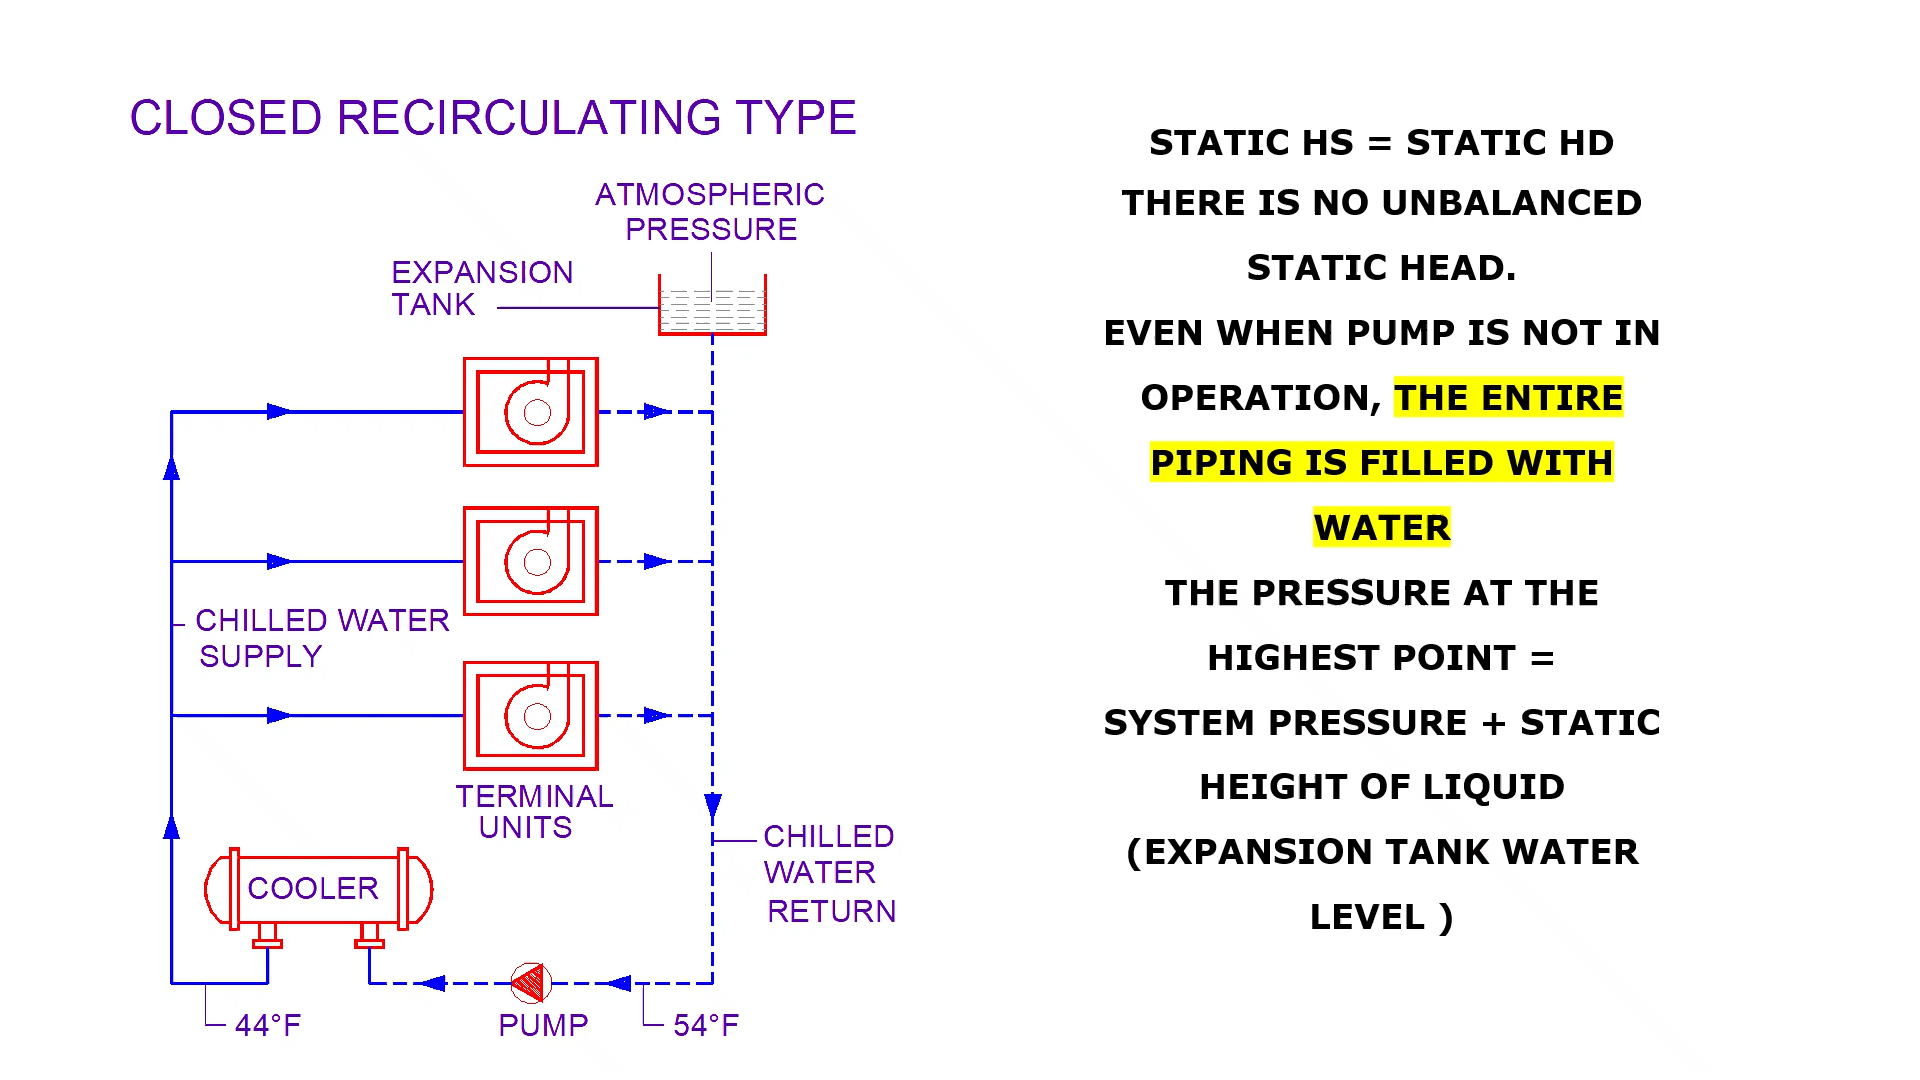 CLOSED RECIRCULATING TYPE
ATMOSPHERIC
PRESSURE
EXPANSION
TANK
CHILLED WATER
SUPPLY
TERMINAL
UNITS
COOLER
CHILLED
WATER
RETURN
44°F
PUMP
54°F
STATIC HS = STATIC HD
THERE IS NO UNBALANCED
STATIC HEAD.
EVEN WHEN PUMP IS NOT IN
OPERATION, THE ENTIRE
PIPING IS FILLED WITH
WATER
THE PRESSURE AT THE
HIGHEST POINT =
SYSTEM PRESSURE + STATIC
HEIGHT OF LIQUID
(EXPANSION TANK WATER
LEVEL )